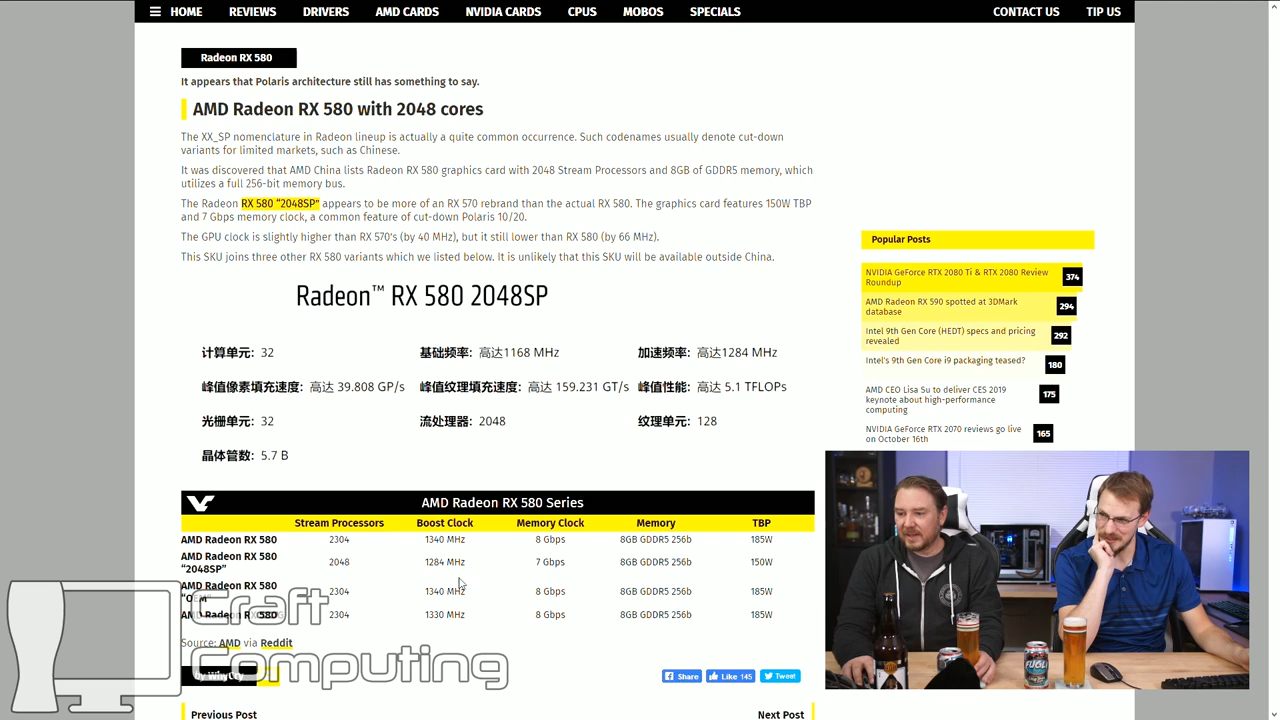 HOME REVIEWS DRIVERS AMD CARDS NVIDIA CARDS CPUS MOBOS SPECIALS CONTACT US TIP US
Radeon RX 580
It appears that Polaris architecture still has something to say.
AMD Radeon RX 580 with 2048 cores
The XX_SP nomenclature in Radeon lineup is actually a quite common occurrence. Such codenames usually denote cut-down
variants for limited markets, such as Chinese.
It was discovered that AMD China lists Radeon RX 580 graphics card with 2048 Stream Processors and 8GB of GDDR5 memory, which
utilizes a full 256-bit memory bus.
The Radeon RX 580 "2048SP" appears to be more of an RX 570 rebrand than the actual RX 580. The graphics card features 150W TBP
and 7 Gbps memory clock, a common feature of cut-down Polaris 10/20.
The GPU clock is slightly higher than RX 570's (by 40 MHz), but it still lower than RX 580 (by 66 MHz).
This SKU joins three other RX 580 variants which we listed below. It is unlikely that this SKU will be available outside China.
Radeon™ RX 580 2048SP
计算单元: 32 基础频率: 高达1168 MHz 加速频率: 高达1284 MHz
峰值像素填充速度: 高达 39.808 GP/s 峰值纹理填充速度: 高达 159.231 GT/s 峰值性能: 高达 5.1 TFLOPs
光栅单元: 32 流处理器: 2048 纹理单元: 128
晶体管数: 5.7 B
AMD Radeon RX 580 Series
Stream Processors Boost Clock Memory Clock Memory TBP
AMD Radeon RX 580 2304 1340 MHz 8 Gbps 8GB GDDR5 256b 185W
AMD Radeon RX 580
"2048SP" 2048 1284 MHz 7 Gbps 8GB GDDR5 256b 150W
AMD Radeon RX 580
"OEM" 2304 1340 MHz 8 Gbps 8GB GDDR5 256b 185W
AMD Radeon RX 580 2304 1330 MHz 8 Gbps 8GB GDDR5 256b 185W
Source: AMD via Reddit
by WhyCry
Share Like 145 Tweet
Previous Post Next Post
Popular Posts
NVIDIA GeForce RTX 2080 Ti & RTX 2080 Review
Roundup 374
AMD Radeon RX 590 spotted at 3DMark
database 294
Intel 9th Gen Core (HEDT) specs and pricing
revealed 292
Intel's 9th Gen Core i9 packaging teased? 180
AMD CEO Lisa Su to deliver CES 2019
keynote about high-performance
computing 175
NVIDIA GeForce RTX 2070 reviews go live
on October 16th 165
Craft
Computing
FUGLI